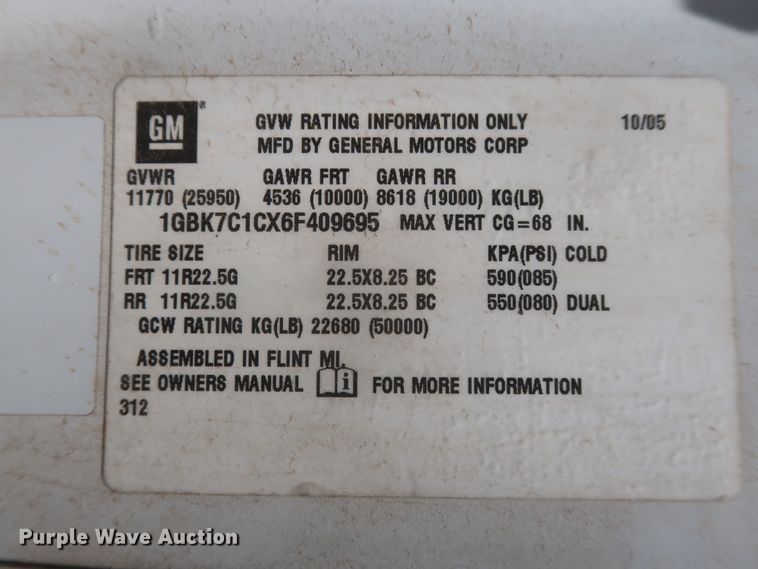 GM ® GVW RATING INFORMATION ONLY 10/05
MFD BY GENERAL MOTORS CORP
GVWR GAWR FRT GAWR RR
11770 (25950) 4536 (10000) 8618 (19000) KG(LB)
1GBK7C1CX6F409695 MAX VERT CG=68 IN.
TIRE SIZE RIM KPA(PSI) COLD
FRT 11R22.5G 22.5X8.25 BC 590(085)
RR 11R22.5G 22.5X8.25 BC 550(080) DUAL
GCW RATING KG(LB) 22680 (50000)
ASSEMBLED IN FLINT MI.
SEE OWNERS MANUAL i FOR MORE INFORMATION
312
Purple Wave Auction